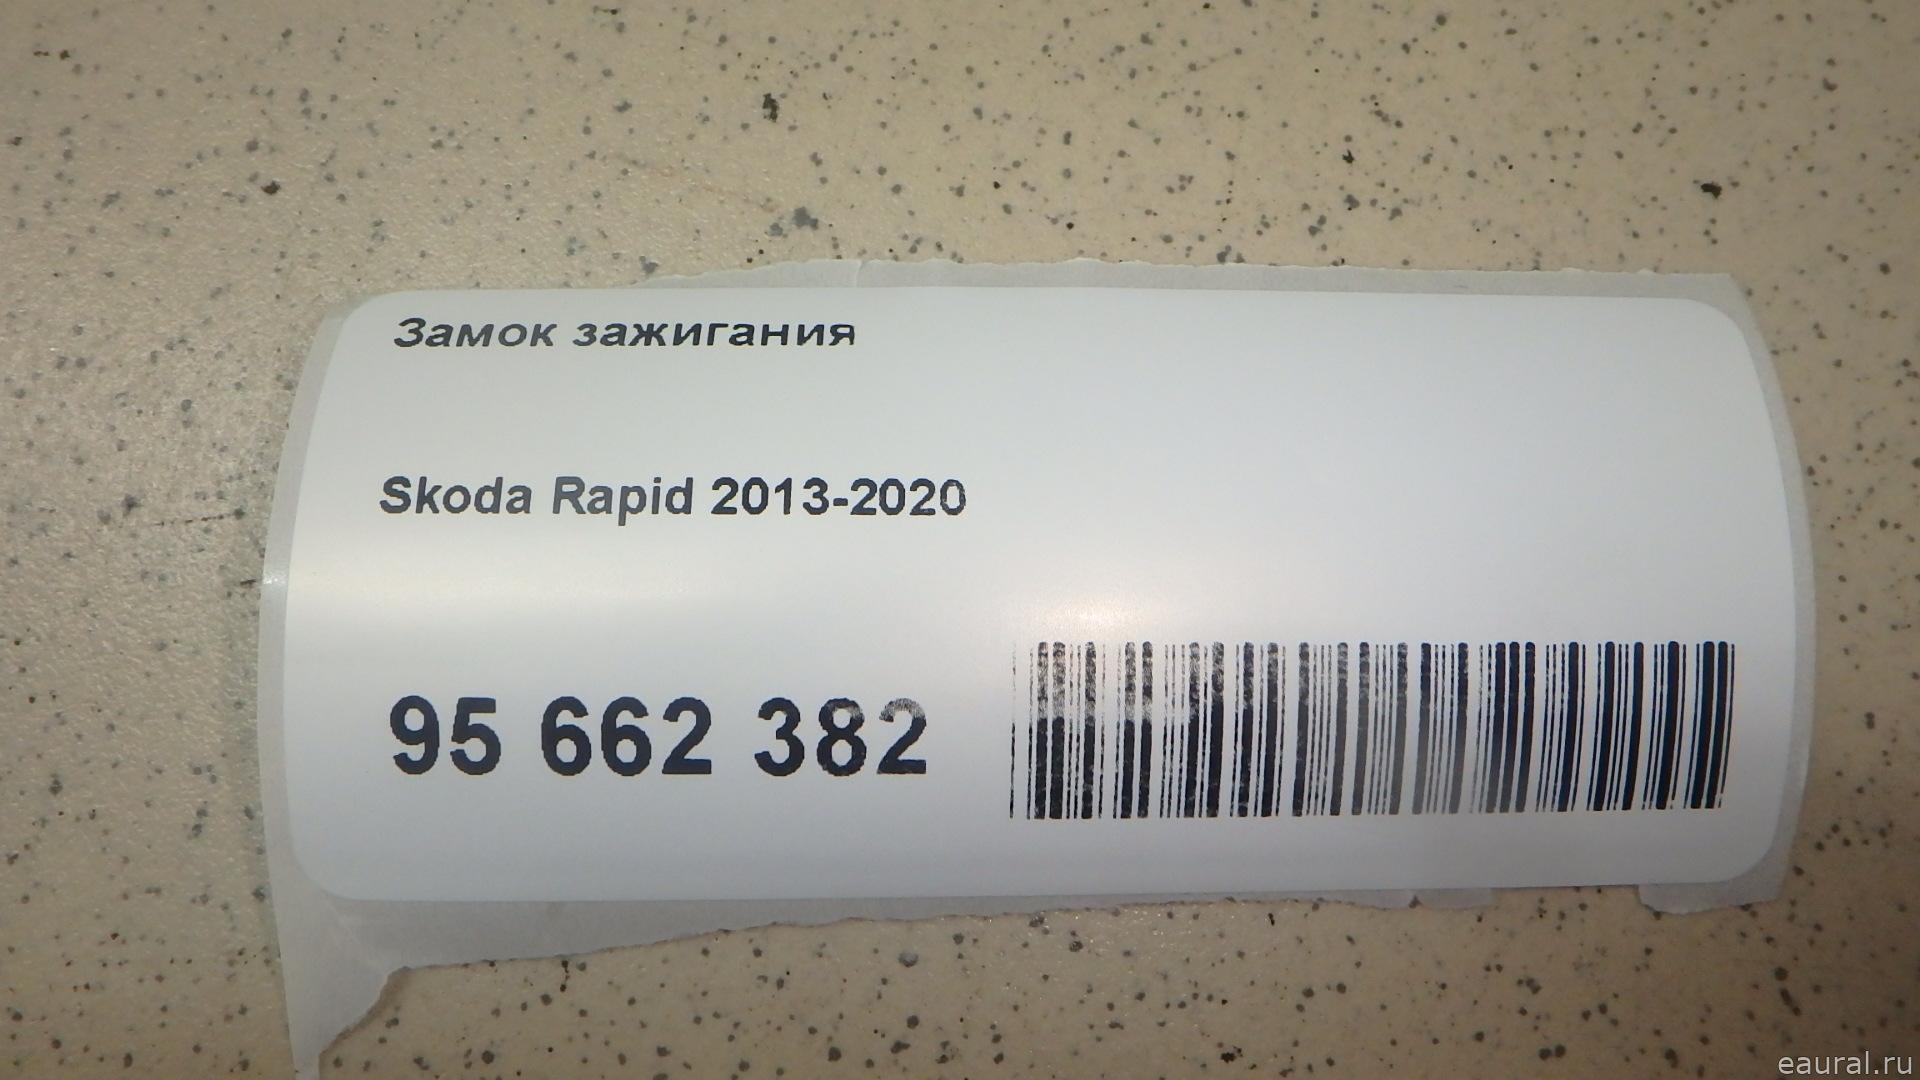 Замок зажигания
Skoda Rapid 2013-2020
95 662 382
eaural.ru